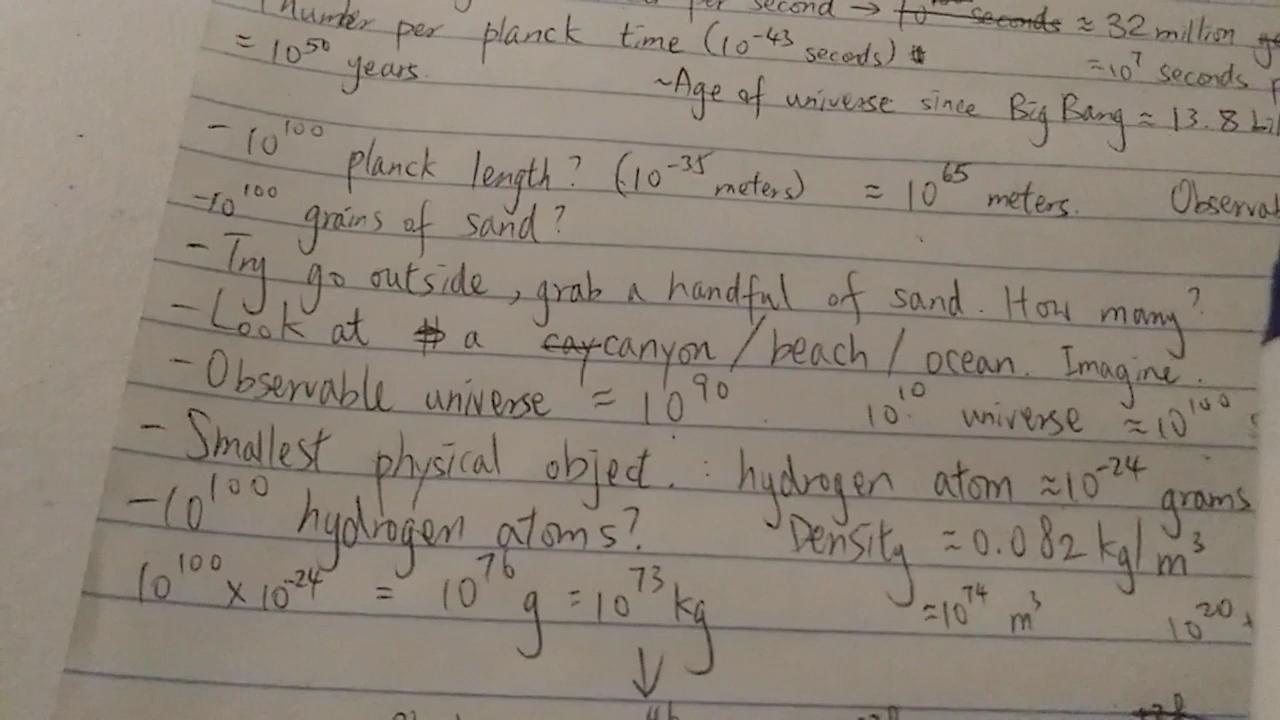 per second → 10 seconds ≈ 32 million
(Number per planck time (10⁻⁴³ seconds)
≈ 10⁷ seconds
= 10⁵⁰ years.
~Age of universe since Big Bang ≈ 13.8
- 10¹⁰⁰ planck length? (10⁻³⁵ meters) ≈ 10⁶⁵ meters. Observa
- 10¹⁰⁰ grains of sand?
- Try go outside, grab a handful of sand. How many?
- Look at a cay canyon / beach / ocean. Imagine.
- Observable universe = 10⁹⁰. 10¹⁰ universe ≈ 10¹⁰⁰
- Smallest physical object. : hydrogen atom ≈ 10⁻²⁴ grams
- 10¹⁰⁰ hydrogen atoms? Density ≈ 0.082 kg/m³
10¹⁰⁰ × 10⁻²⁴ = 10⁷⁶ g = 10⁷³ kg ≈ 10⁷⁴ m³ 10²⁰
↓